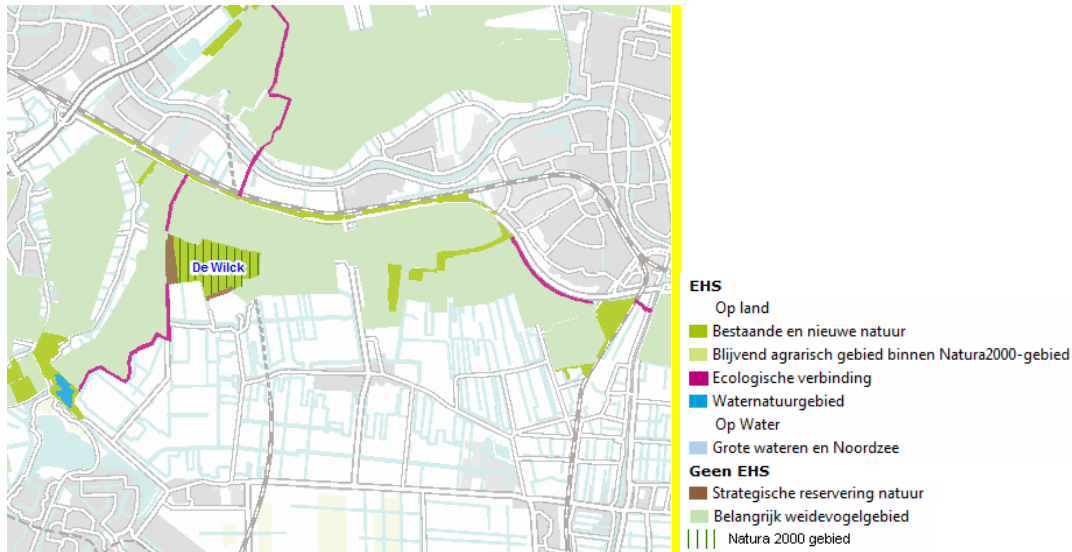 De Wilck
EHS
Op land
Bestaande en nieuwe natuur
Blijvend agrarisch gebied binnen Natura2000-gebied
Ecologische verbinding
Waternatuurgebied
Op Water
Grote wateren en Noordzee
Geen EHS
Strategische reservering natuur
Belangrijk weidevogelgebied
Natura 2000 gebied